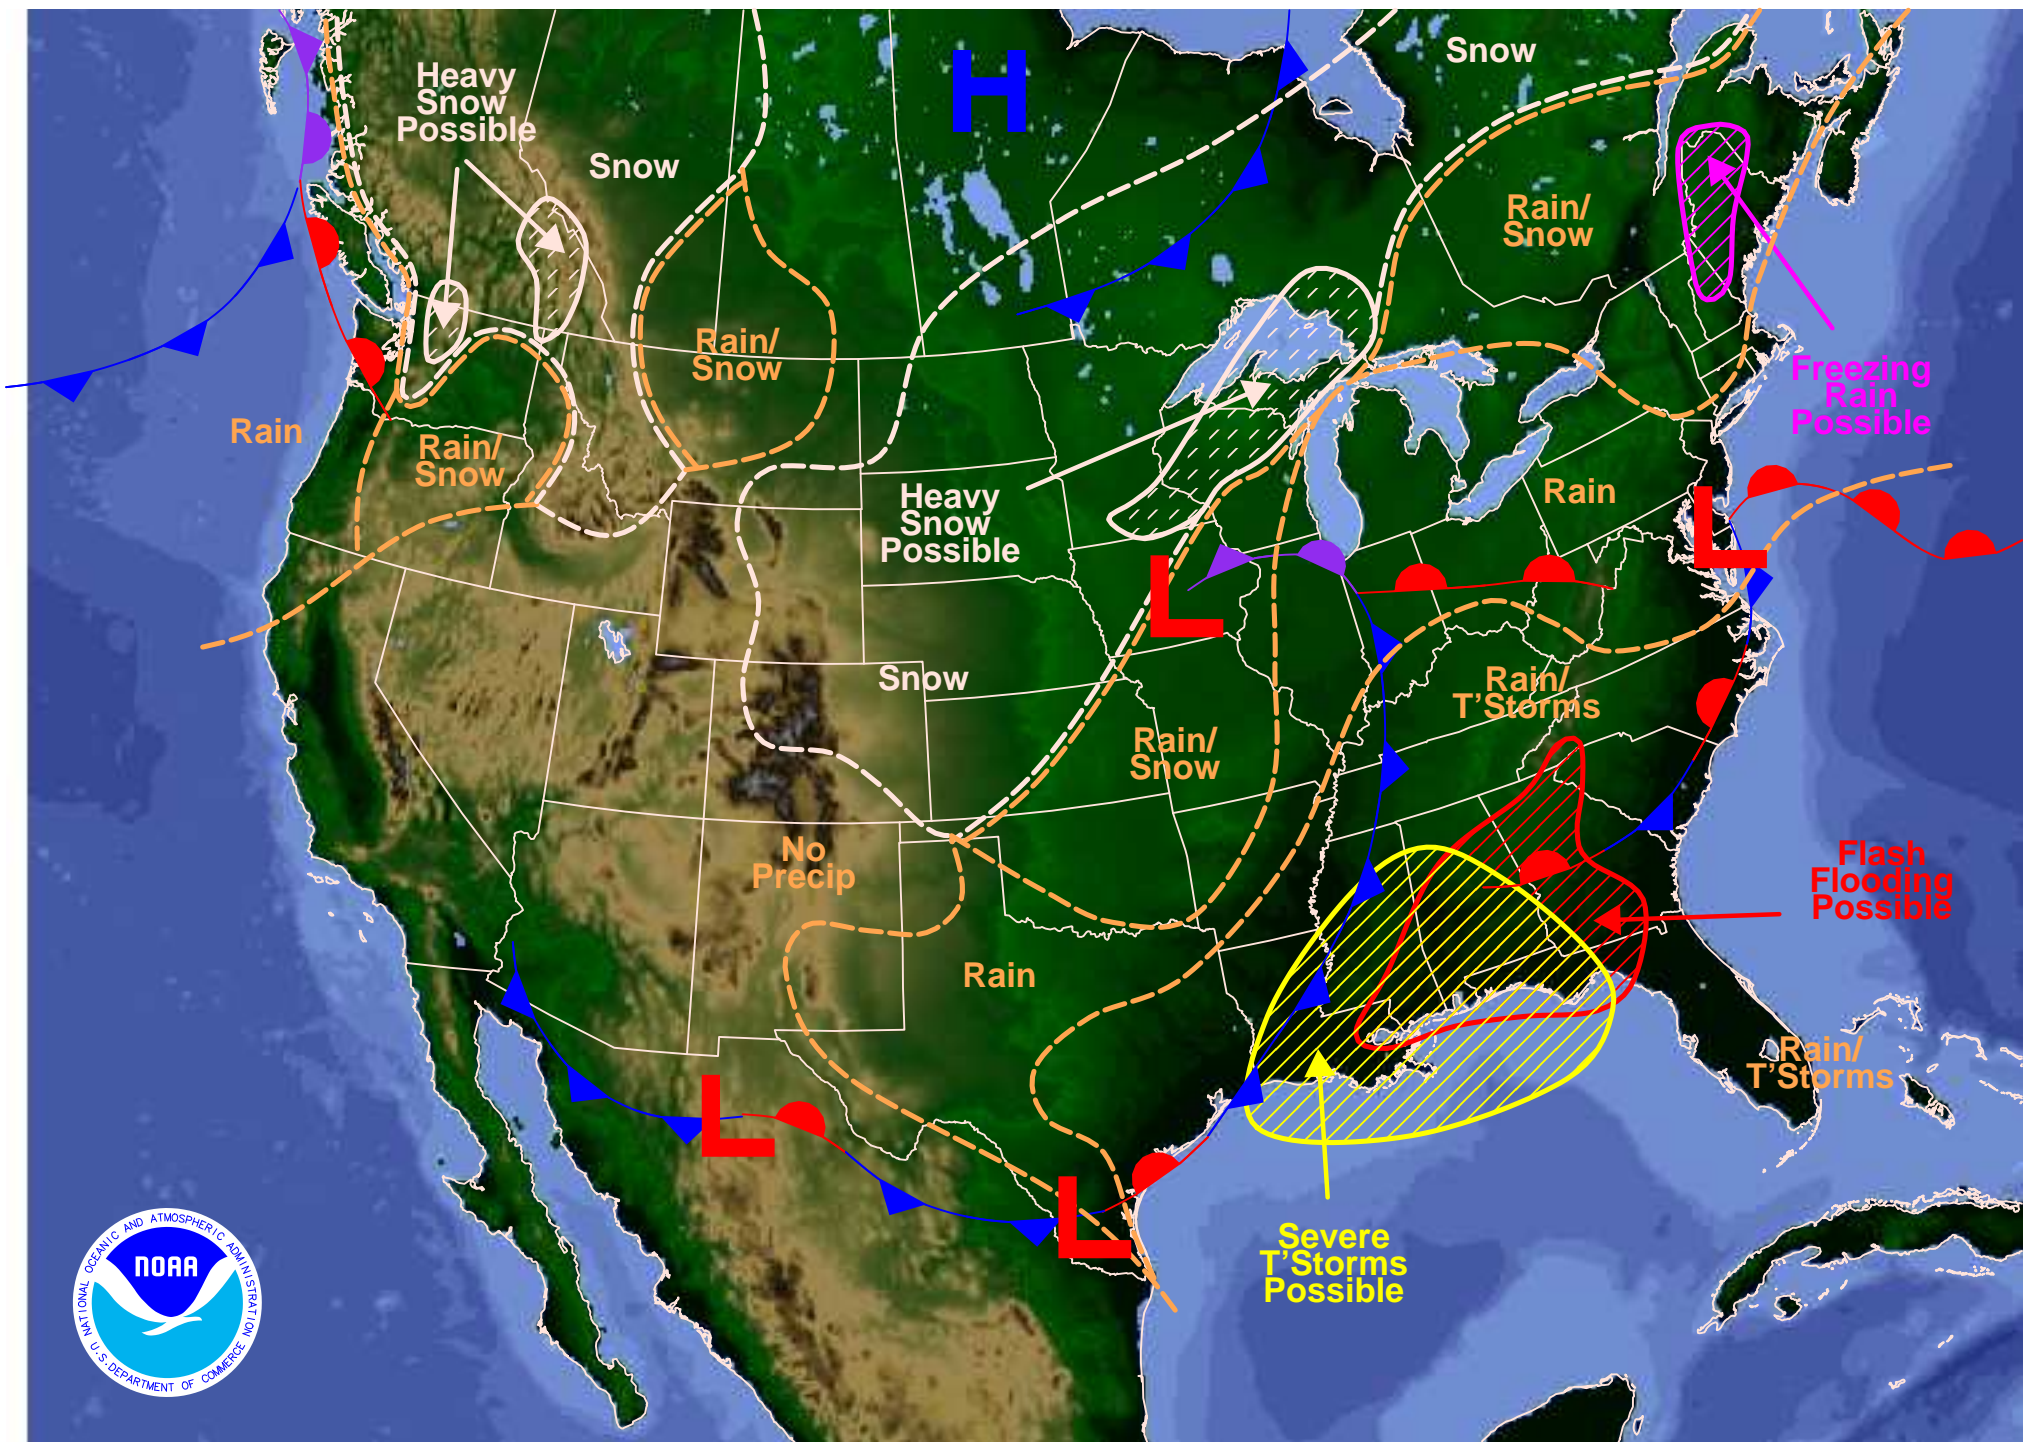 Snow
Heavy
Snow
Possible
H
Snow
Rain/
Snow
Rain/
Snow
Freezing
Rain
Possible
Rain
Rain/
Snow
Heavy
Snow
Possible
Rain
L
L
Snow
Rain/
T'Storms
Rain/
Snow
No
Precip
Flash
Flooding
Possible
Rain
Rain/
T'Storms
L
L
Severe
T'Storms
Possible
NATIONAL OCEANIC AND ATMOSPHERIC ADMINISTRATION
NOAA
U.S. DEPARTMENT OF COMMERCE